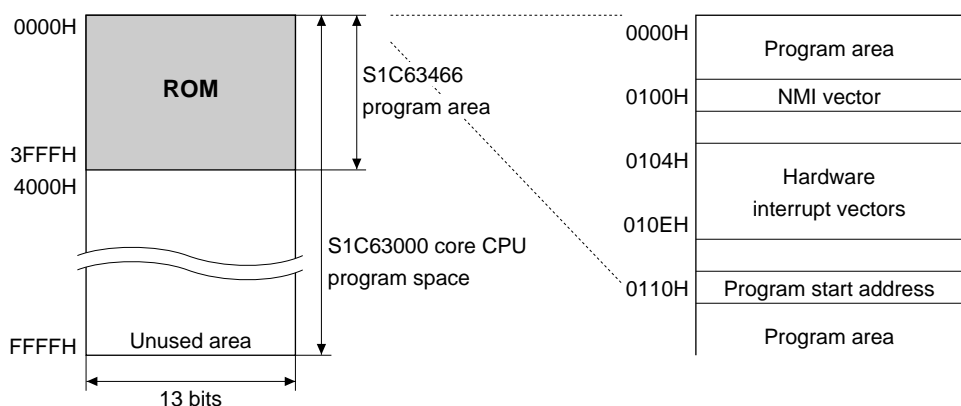 0000H
ROM
3FFFH
4000H
FFFFH
Unused area
13 bits
S1C63466
program area
S1C63000 core CPU
program space
0000H
Program area
0100H
NMI vector
0104H
Hardware
interrupt vectors
010EH
0110H
Program start address
Program area